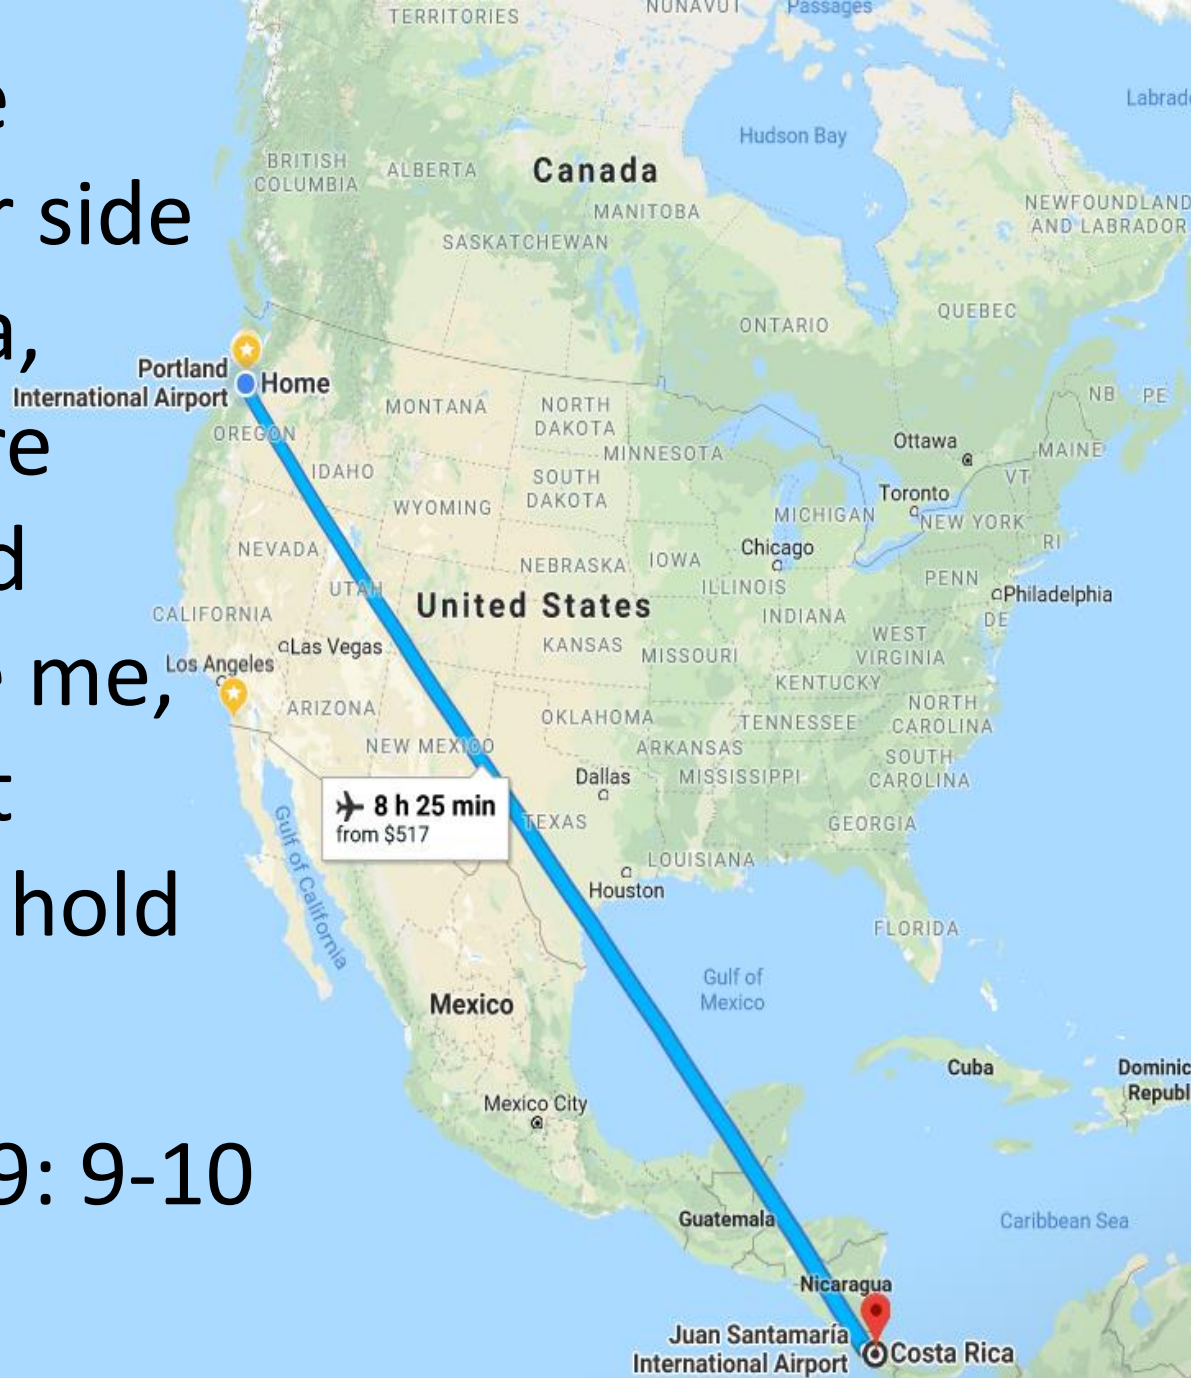 e
r side
a,
re
d
e me,
t
hold
9: 9-10
TERRITORIES
NUNAVUT
Passages
Labrad
Hudson Bay
BRITISH
COLUMBIA
ALBERTA
Canada
MANITOBA
SASKATCHEWAN
NEWFOUNDLAND
AND LABRADOR
ONTARIO
QUEBEC
Portland
International Airport
Home
MONTANA
NORTH
DAKOTA
NB
PE
OREGON
MINNESOTA
Ottawa
MAINE
IDAHO
SOUTH
DAKOTA
VT
WYOMING
MICHIGAN
Toronto
NEW YORK
NEVADA
NEBRASKA
IOWA
Chicago
RI
UTAH
ILLINOIS
PENN
Philadelphia
CALIFORNIA
United States
INDIANA
DE
Las Vegas
KANSAS
MISSOURI
WEST
VIRGINIA
Los Angeles
KENTUCKY
ARIZONA
OKLAHOMA
TENNESSEE
NORTH
CAROLINA
NEW MEXICO
ARKANSAS
SOUTH
CAROLINA
Dallas
MISSISSIPPI
8 h 25 min
from $517
TEXAS
GEORGIA
LOUISIANA
Houston
Gulf of California
FLORIDA
Gulf of
Mexico
Mexico
Cuba
Dominic
Republ
Mexico City
Guatemala
Caribbean Sea
Nicaragua
Juan Santamaría
International Airport
Costa Rica